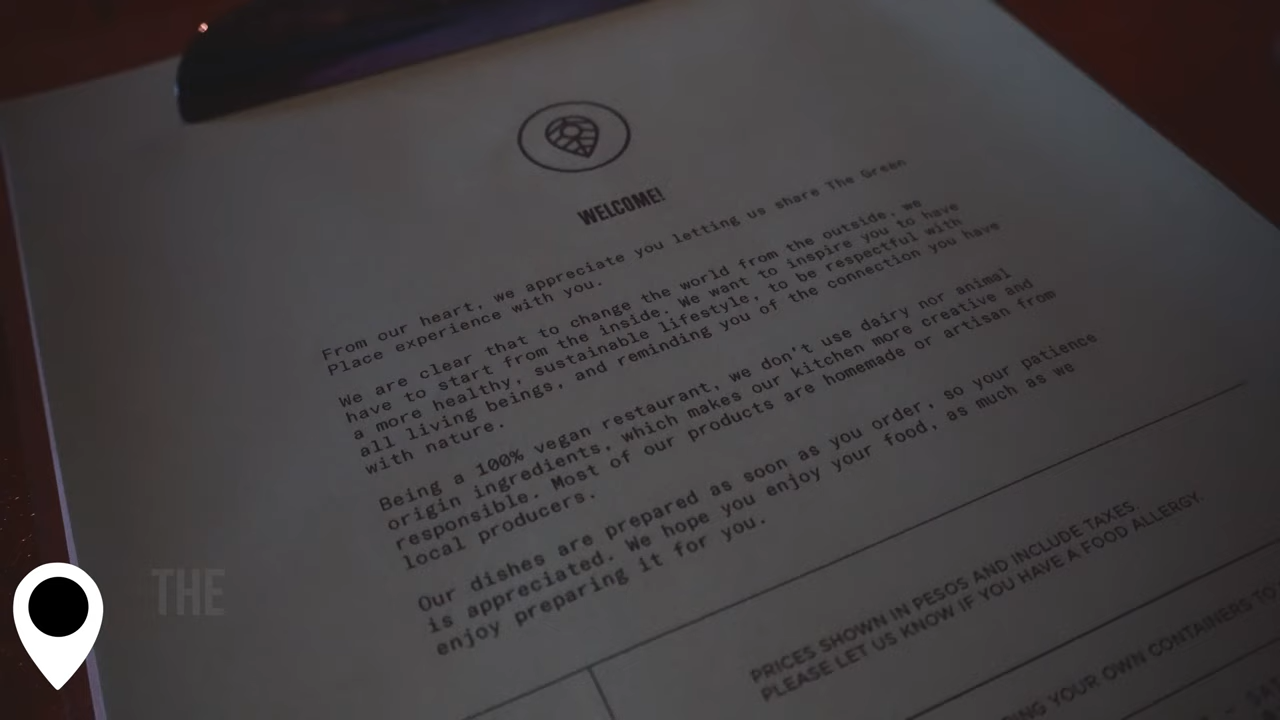 WELCOME!
From our heart, we appreciate you letting us share The Green
Place experience with you.
We are clear that to change the world from the outside, we
have to start from the inside. We want to inspire you to have
a more healthy, sustainable lifestyle, to be respectful with
all living beings, and reminding you of the connection you have
with nature.
Being a 100% vegan restaurant, we don't use dairy nor animal
origin ingredients, which makes our kitchen more creative and
responsible. Most of our products are homemade or artisan from
local producers.
Our dishes are prepared as soon as you order, so your patience
is appreciated. We hope you enjoy your food, as much as we
enjoy preparing it for you.
PRICES SHOWN IN PESOS AND INCLUDE TAXES.
PLEASE LET US KNOW IF YOU HAVE A FOOD ALLERGY.
YOUR OWN CONTAINERS TO
THE